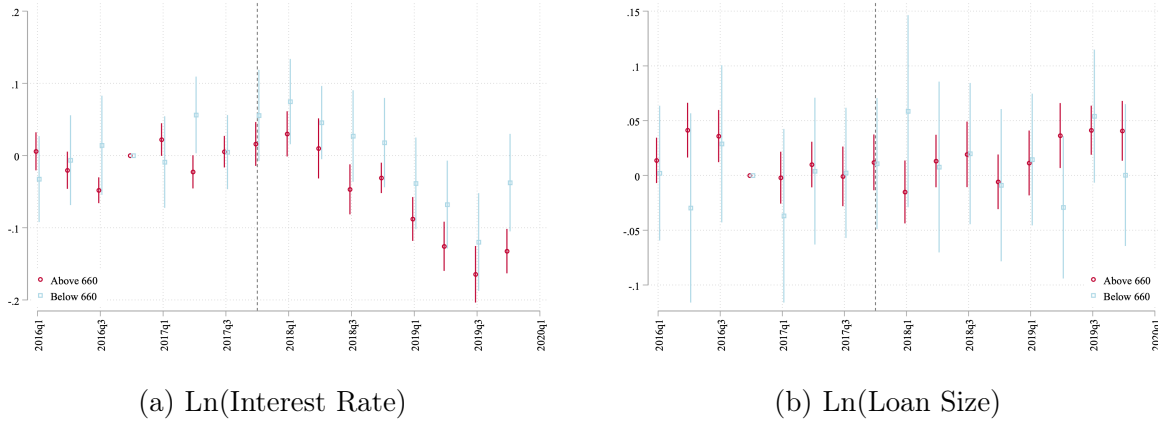 .2
.1
0
-.1
-.2
Above 660
Below 660
2016q1
2016q3
2017q1
2017q3
2018q1
2018q3
2019q1
2019q3
2020q1
(a) Ln(Interest Rate)
.15
.1
.05
0
-.05
-.1
Above 660
Below 660
2016q1
2016q3
2017q1
2017q3
2018q1
2018q3
2019q1
2019q3
2020q1
(b) Ln(Loan Size)